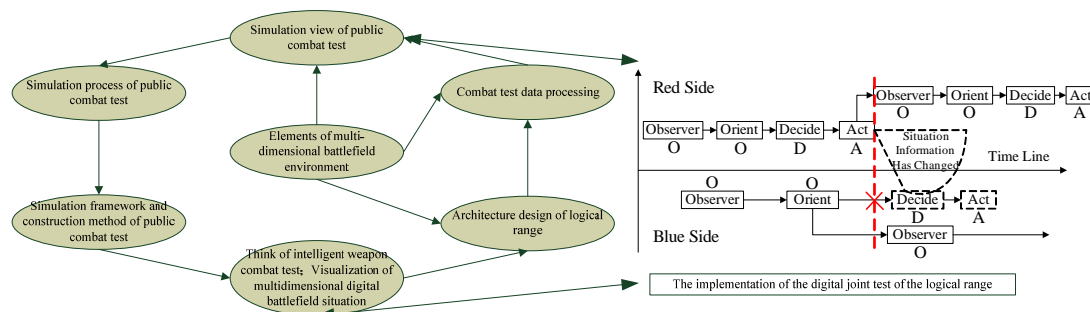 Simulation view of public
combat test
Simulation process of public
combat test
Combat test data processing
Elements of multi-
dimensional battlefield
environment
Simulation framework and
construction method of public
combat test
Architecture design of logical
range
Think of intelligent weapon
combat test；Visualization of
multidimensional digital
battlefield situation
Red Side
Observer
Orient
Decide
Act
O
O
D
A
Observer
Orient
Decide
Act
O
O
D
A
Situation
Information
Has Changed
Time Line
O
O
Observer
Orient
Decide
Act
D
A
Blue Side
Observer
O
The implementation of the digital joint test of the logical range